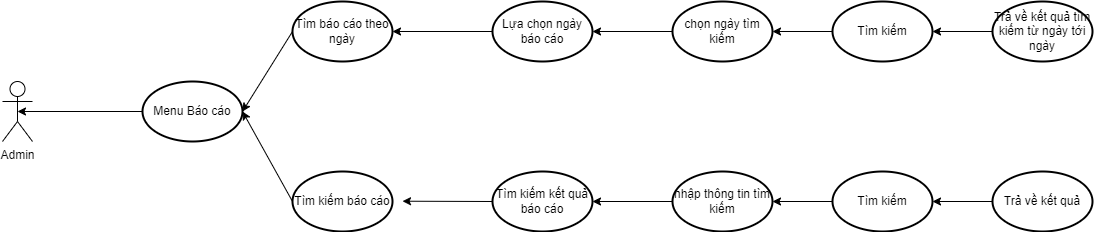 Tìm báo cáo theo
ngày
Lựa chọn ngày
báo cáo
chọn ngày tìm
kiếm
Tìm kiếm
Trả về kết quả tìm
kiếm từ ngày tới
ngày
Menu Báo cáo
Admin
Tìm kiếm báo cáo
Tìm kiếm kết quả
báo cáo
nhập thông tin tìm
kiếm
Tìm kiếm
Trả về kết quả